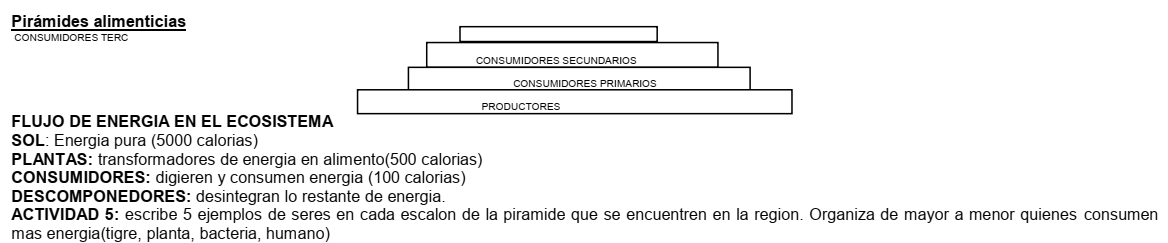 Pirámides alimenticias
CONSUMIDORES TERC
CONSUMIDORES SECUNDARIOS
CONSUMIDORES PRIMARIOS
PRODUCTORES
FLUJO DE ENERGIA EN EL ECOSISTEMA
SOL: Energia pura (5000 calorias)
PLANTAS: transformadores de energia en alimento(500 calorias)
CONSUMIDORES: digieren y consumen energia (100 calorias)
DESCOMPONEDORES: desintegran lo restante de energia.
ACTIVIDAD 5: escribe 5 ejemplos de seres en cada escalon de la piramide que se encuentren en la region. Organiza de mayor a menor quienes consumen
mas energia(tigre, planta, bacteria, humano)